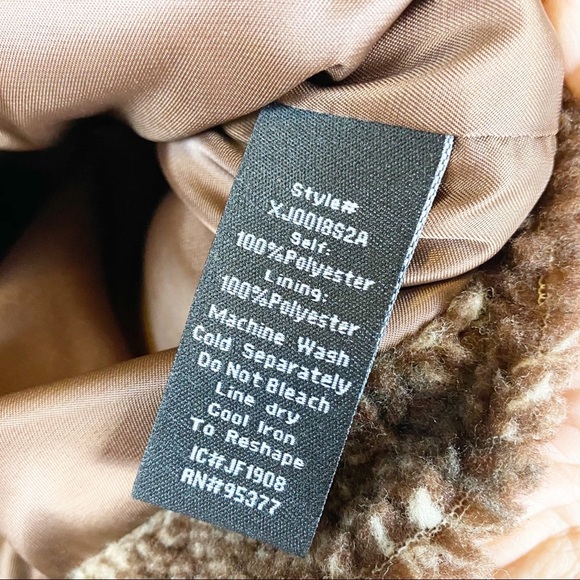 Style#
XJ0018S2A
Self:
100%Polyester
Lining:
100%Polyester
Machine Wash
Cold Separately
Do Not Bleach
Line dry
Cool Iron
To Reshape
IC#JF1908
RN#95377